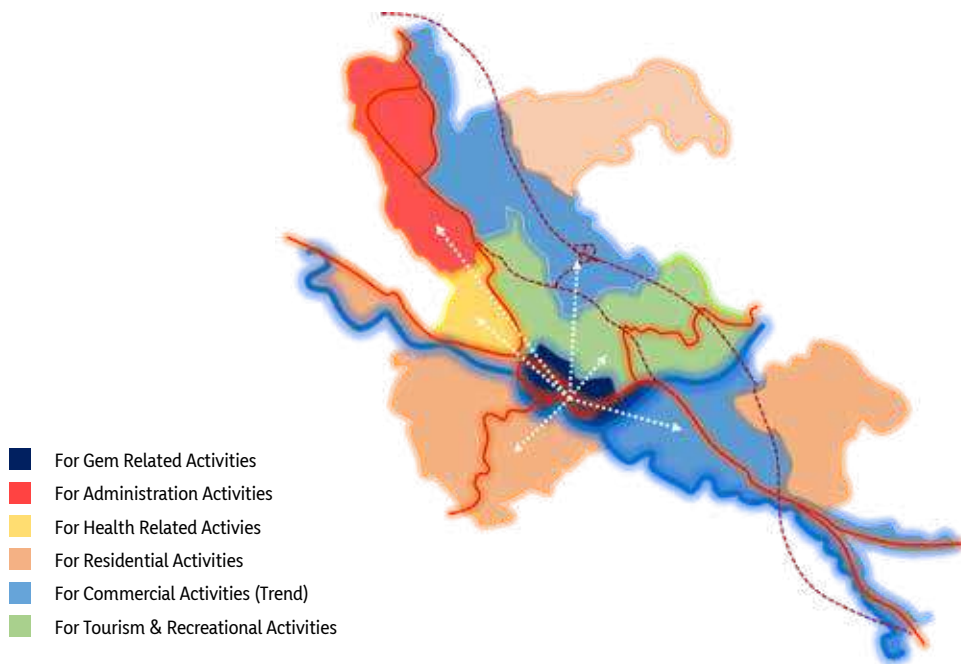 For Gem Related Activities
For Administration Activities
For Health Related Activies
For Residential Activities
For Commercial Activities (Trend)
For Tourism & Recreational Activities